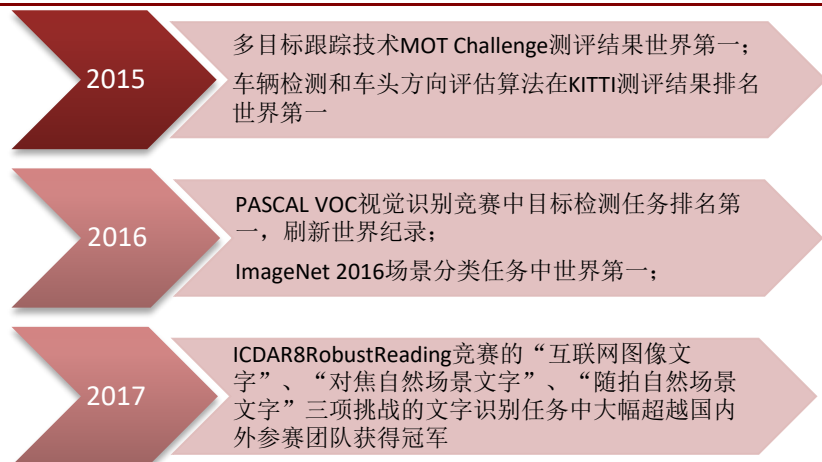 2015
多目标跟踪技术MOT Challenge测评结果世界第一；
车辆检测和车头方向评估算法在KITTI测评结果排名
世界第一
2016
PASCAL VOC视觉识别竞赛中目标检测任务排名第
一，刷新世界纪录；
ImageNet 2016场景分类任务中世界第一；
2017
ICDAR8RobustReading竞赛的“互联网图像文
字”、“对焦自然场景文字”、“随拍自然场景
文字”三项挑战的文字识别任务中大幅超越国内
外参赛团队获得冠军